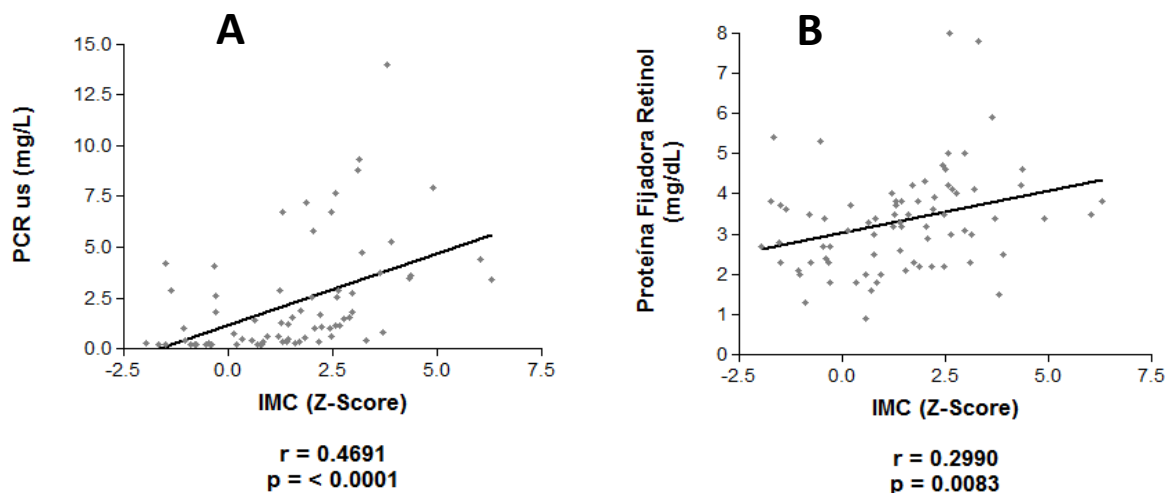 A
PCR us (mg/L)
15.0
12.5
10.0
7.5
5.0
2.5
0.0
-2.5
0.0
2.5
5.0
7.5
IMC (Z-Score)
r = 0.4691
p = < 0.0001
B
Proteína Fijadora Retinol
(mg/dL)
8
7
6
5
4
3
2
1
0
-2.5
0.0
2.5
5.0
7.5
IMC (Z-Score)
r = 0.2990
p = 0.0083